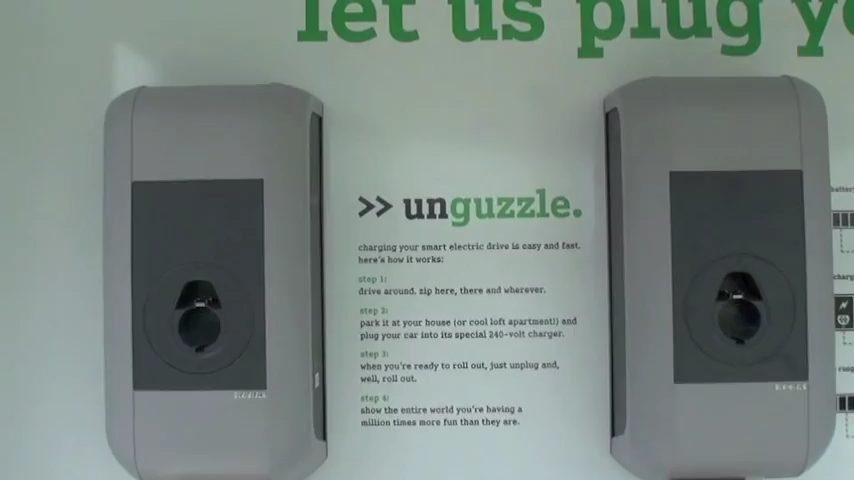 let us plug
>> unguzzle.
charging your smart electric drive is easy and fast.
here's how it works:
step 1:
drive around. zip here, there and wherever.
step 2:
park it at your house (or cool loft apartment!) and
plug your car into its special 240-volt charger.
step 3:
when you're ready to roll out, just unplug and,
well, roll out.
step 4:
show the entire world you're having a
million times more fun than they are.